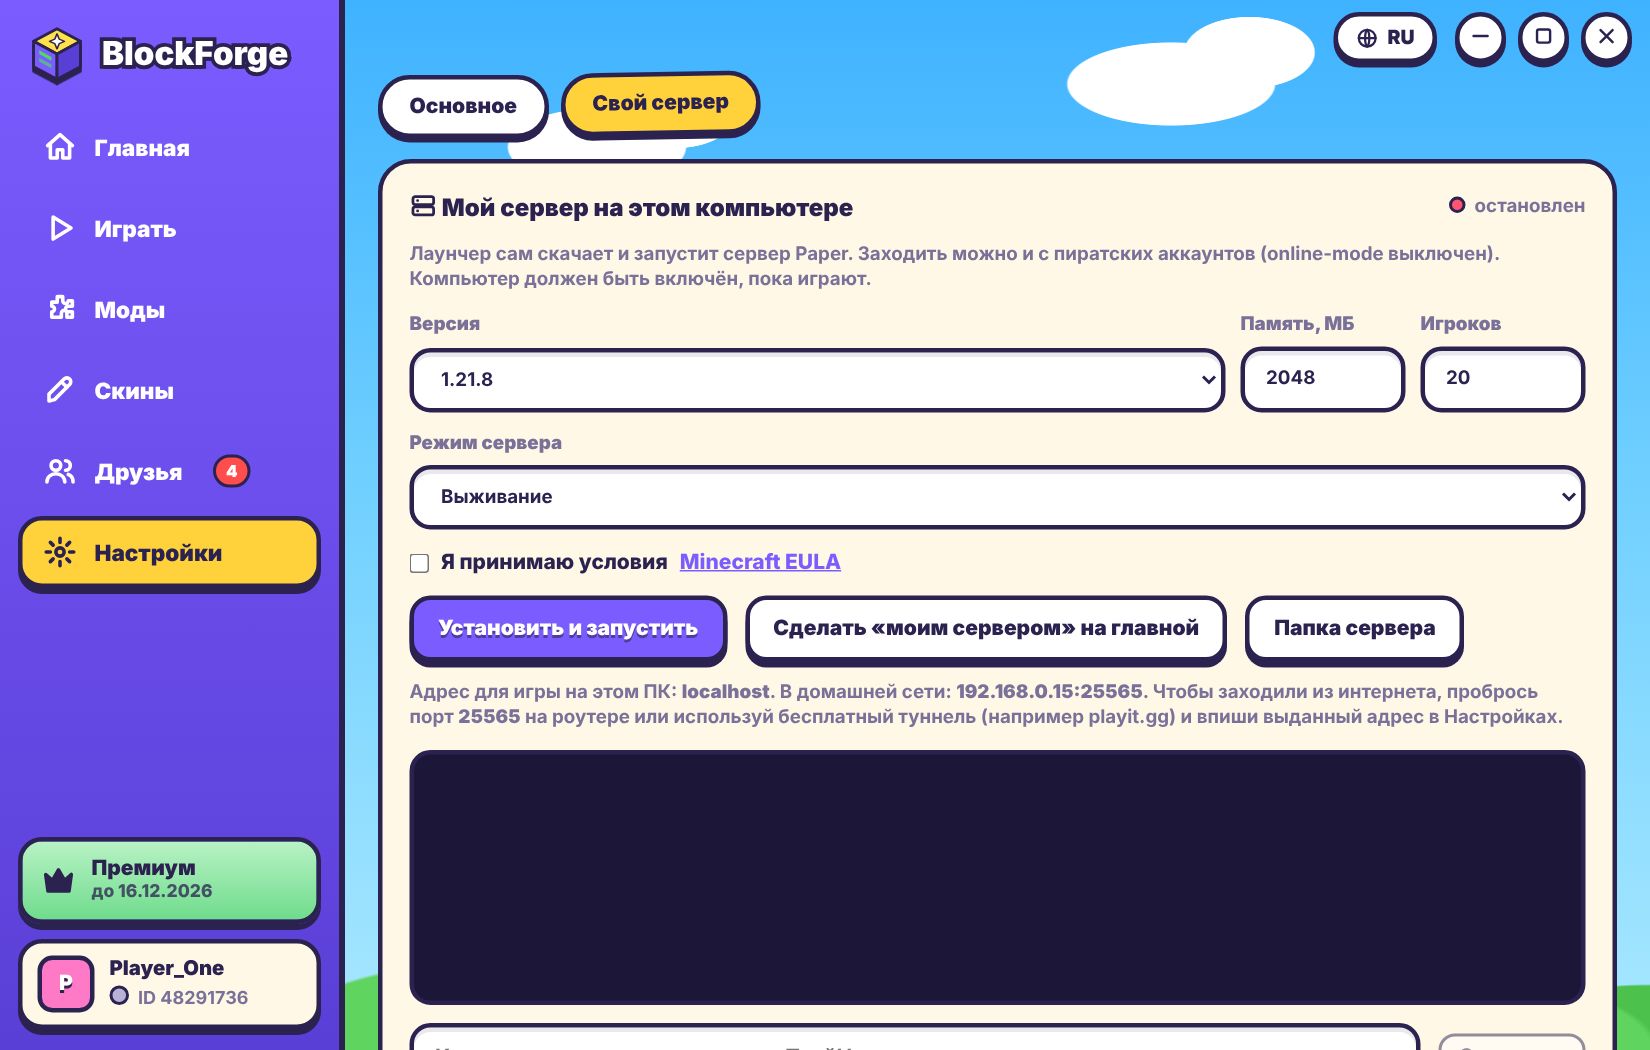 BlockForge
RU
Главная
Играть
Моды
Скины
Друзья 4
Настройки
Премиум
до 16.12.2026
P
Player_One
ID 48291736
Основное
Свой сервер
Мой сервер на этом компьютере
остановлен
Лаунчер сам скачает и запустит сервер Paper. Заходить можно и с пиратских аккаунтов (online-mode выключен).
Компьютер должен быть включён, пока играют.
Версия Память, МБ Игроков
1.21.8 2048 20
Режим сервера
Выживание
Я принимаю условия Minecraft EULA
Установить и запустить Сделать «моим сервером» на главной Папка сервера
Адрес для игры на этом ПК: localhost. В домашней сети: 192.168.0.15:25565. Чтобы заходили из интернета, пробрось
порт 25565 на роутере или используй бесплатный туннель (например playit.gg) и впиши выданный адрес в Настройках.